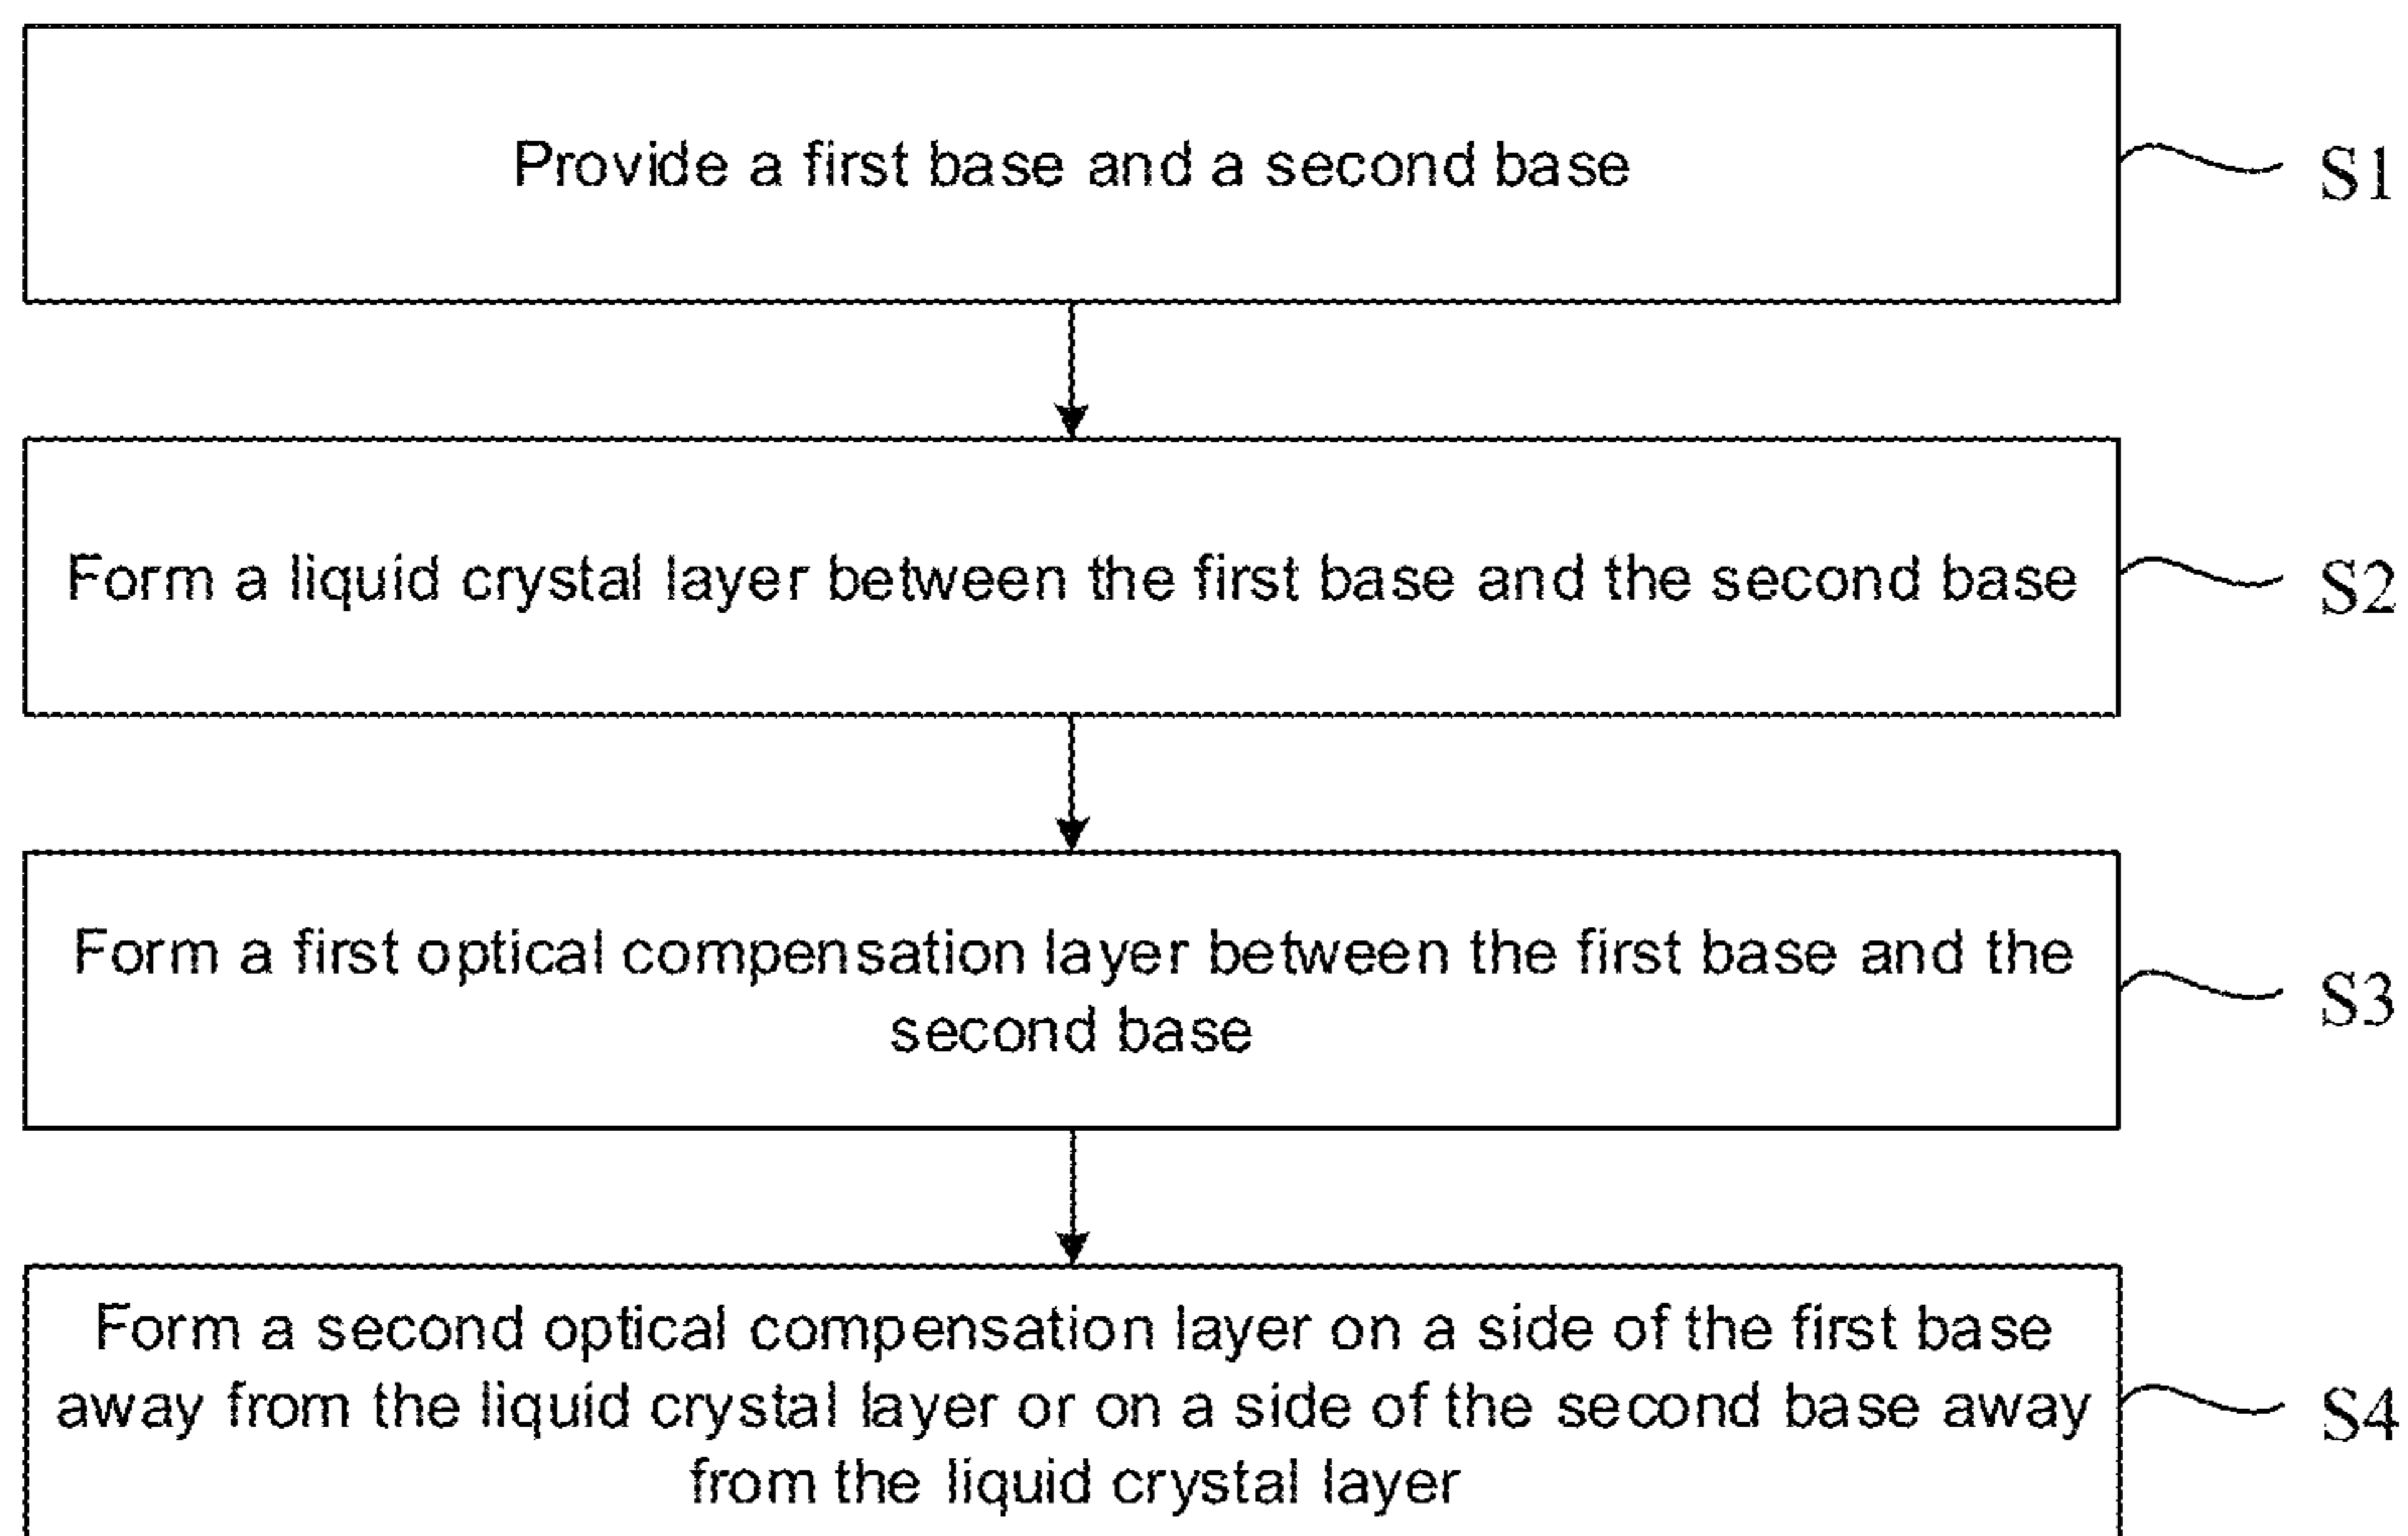 Provide a first base and a second base
S1
Form a liquid crystal layer between the first base and the second base
S2
Form a first optical compensation layer between the first base and the
second base
S3
Form a second optical compensation layer on a side of the first base
away from the liquid crystal layer or on a side of the second base away
from the liquid crystal layer
S4